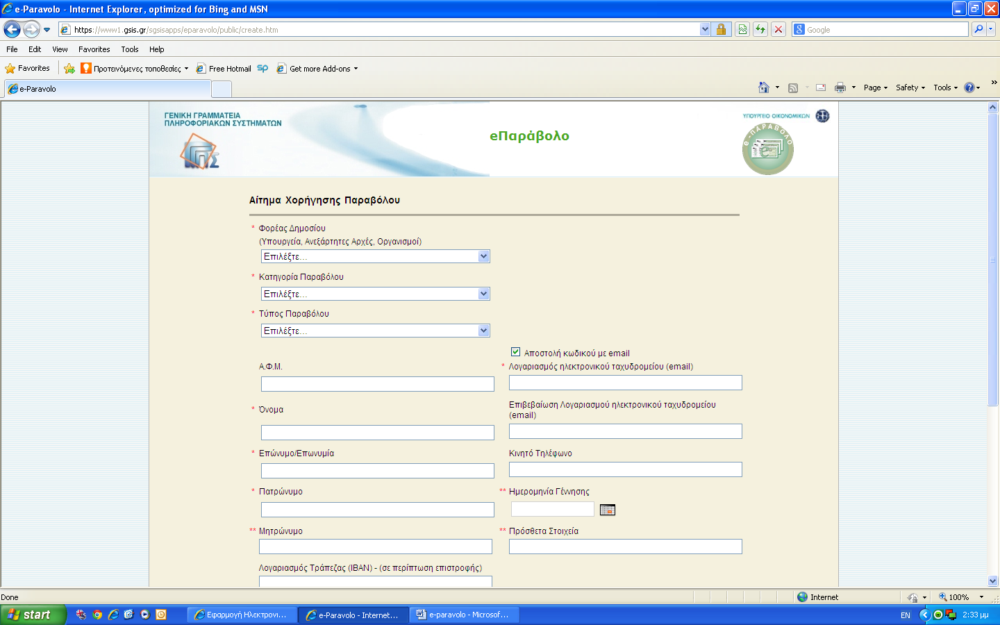 e-Paravolo - Internet Explorer, optimized for Bing and MSN
https://www1.gsis.gr/sgsisapps/eparavolo/public/create.htm
Google
File Edit View Favorites Tools Help
Favorites Προτεινόμενες τοποθεσίες Free Hotmail sp Get more Add-ons
e-Paravolo Page Safety Tools »
ΓΕΝΙΚΗ ΓΡΑΜΜΑΤΕΙΑ
ΠΛΗΡΟΦΟΡΙΑΚΩΝ ΣΥΣΤΗΜΑΤΩΝ
ΓΠΣ
eΠαράβολο
ΥΠΟΥΡΓΕΙΟ ΟΙΚΟΝΟΜΙΚΩΝ
e-ΠΑΡΑΒΟΛΟ
Αίτημα Χορήγησης Παραβόλου
* Φορέας Δημοσίου
(Υπουργεία, Ανεξάρτητες Αρχές, Οργανισμοί)
Επιλέξτε...
* Κατηγορία Παραβόλου
Επιλέξτε...
* Τύπος Παραβόλου
Επιλέξτε...
Αποστολή κωδικού με email
Α.Φ.Μ.
* Λογαριασμός ηλεκτρονικού ταχυδρομείου (email)
* Όνομα
Επιβεβαίωση Λογαριασμού ηλεκτρονικού ταχυδρομείου
(email)
* Επώνυμο/Επωνυμία
Κινητό Τηλέφωνο
* Πατρώνυμο
** Ημερομηνία Γέννησης
** Μητρώνυμο
** Πρόσθετα Στοιχεία
Λογαριασμός Τράπεζας (IBAN) - (σε περίπτωση επιστροφής)
Done Internet 100%
start Εφαρμογή Ηλεκτρονι... e-Paravolo - Internet... e-paravolo - Microsof... EN 2:33 μμ